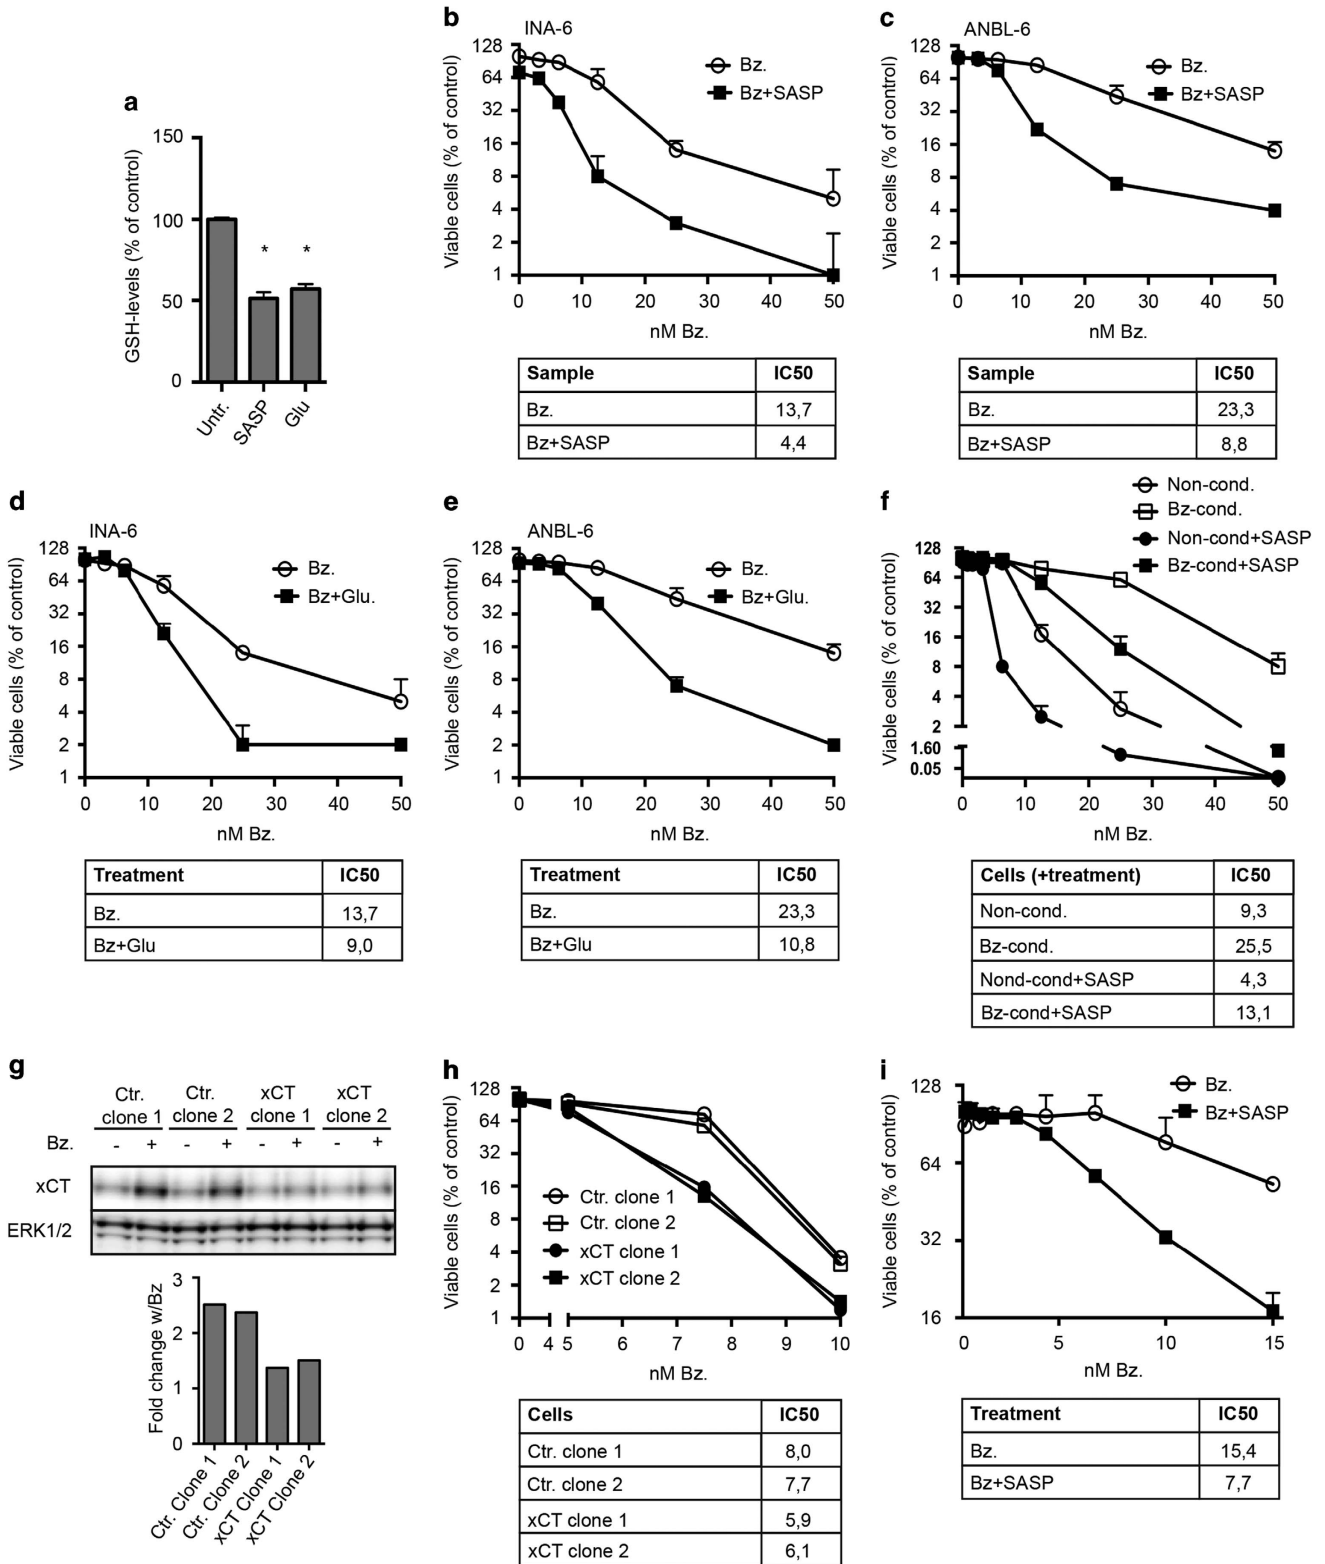 a
GSH-levels (% of control)
150
100
50
0
*
*
Untr.
SASP
Glu
b
INA-6
Viable cells (% of control)
128
64
32
16
8
4
2
1
Bz.
Bz+SASP
0 10 20 30 40 50
nM Bz.
Sample IC50
Bz. 13,7
Bz+SASP 4,4
c
ANBL-6
Viable cells (% of control)
128
64
32
16
8
4
2
1
Bz.
Bz+SASP
0 10 20 30 40 50
nM Bz.
Sample IC50
Bz. 23,3
Bz+SASP 8,8
d
INA-6
Viable cells (% of control)
128
64
32
16
8
4
2
1
Bz.
Bz+Glu.
0 10 20 30 40 50
nM Bz.
Treatment IC50
Bz. 13,7
Bz+Glu 9,0
e
ANBL-6
Viable cells (% of control)
128
64
32
16
8
4
2
1
Bz.
Bz+Glu.
0 10 20 30 40 50
nM Bz.
Treatment IC50
Bz. 23,3
Bz+Glu 10,8
f
Non-cond.
Bz-cond.
Non-cond+SASP
Bz-cond+SASP
Viable cells (% of control)
128
64
32
16
8
4
2
1.60
0.05
0 10 20 30 40 50
nM Bz.
Cells (+treatment) IC50
Non-cond. 9,3
Bz-cond. 25,5
Nond-cond+SASP 4,3
Bz-cond+SASP 13,1
g
Ctr. clone 1
Ctr. clone 2
xCT clone 1
xCT clone 2
Bz. - + - + - + - +
xCT
ERK1/2
Fold change w/Bz
3
2
1
0
Ctr. Clone 1
Ctr. Clone 2
xCT Clone 1
xCT Clone 2
h
Viable cells (% of control)
128
64
32
16
8
4
2
1
Ctr. clone 1
Ctr. clone 2
xCT clone 1
xCT clone 2
0 4 5 6 7 8 9 10
nM Bz.
Cells IC50
Ctr. clone 1 8,0
Ctr. clone 2 7,7
xCT clone 1 5,9
xCT clone 2 6,1
i
Viable cells (% of control)
128
64
32
16
Bz.
Bz+SASP
0 5 10 15
nM Bz.
Treatment IC50
Bz. 15,4
Bz+SASP 7,7